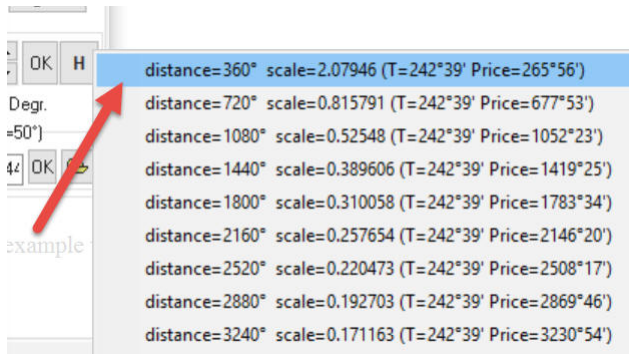 OK H
distance=360° scale=2.07946 (T=242°39' Price=265°56')
Degr.
distance=720° scale=0.815791 (T=242°39' Price=677°53')
=50°)
distance=1080° scale=0.52548 (T=242°39' Price=1052°23')
44 OK
distance=1440° scale=0.389606 (T=242°39' Price=1419°25')
distance=1800° scale=0.310058 (T=242°39' Price=1783°34')
distance=2160° scale=0.257654 (T=242°39' Price=2146°20')
example
distance=2520° scale=0.220473 (T=242°39' Price=2508°17')
distance=2880° scale=0.192703 (T=242°39' Price=2869°46')
distance=3240° scale=0.171163 (T=242°39' Price=3230°54')